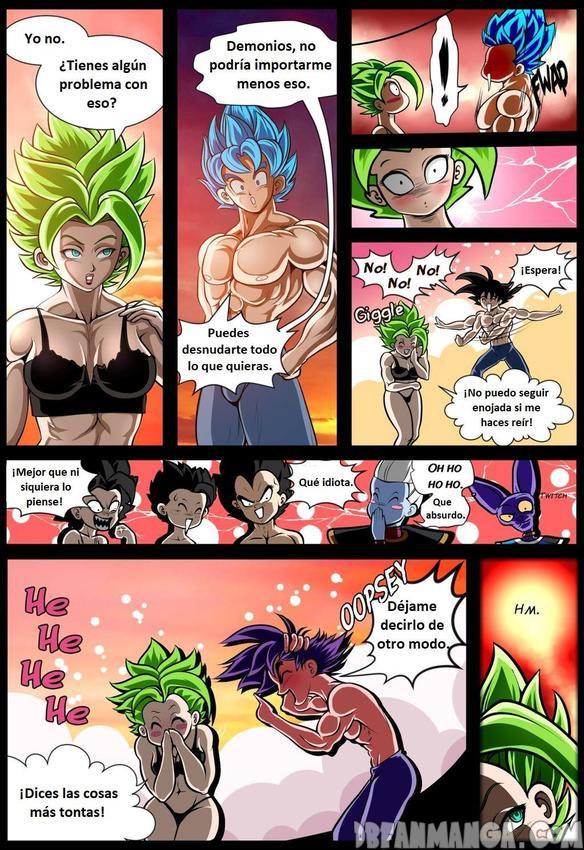 Yo no.
¿Tienes algún
problema con
eso?
Demonios, no
podría importarme
menos eso.
Puedes
desnudarte todo
lo que quieras.
!
FWAP
No! No!
No! No!
¡Espera!
Giggle
¡No puedo seguir
enojada si me
haces reír!
¡Mejor que ni
siquiera lo
piense!
Qué idiota.
OH HO
HO HO.
Que
absurdo.
TWITCH
He
He
He
He
OOPSEY
Déjame
decirlo de
otro modo.
¡Dices las cosas
más tontas!
HM.
DBFANMANGA.COM